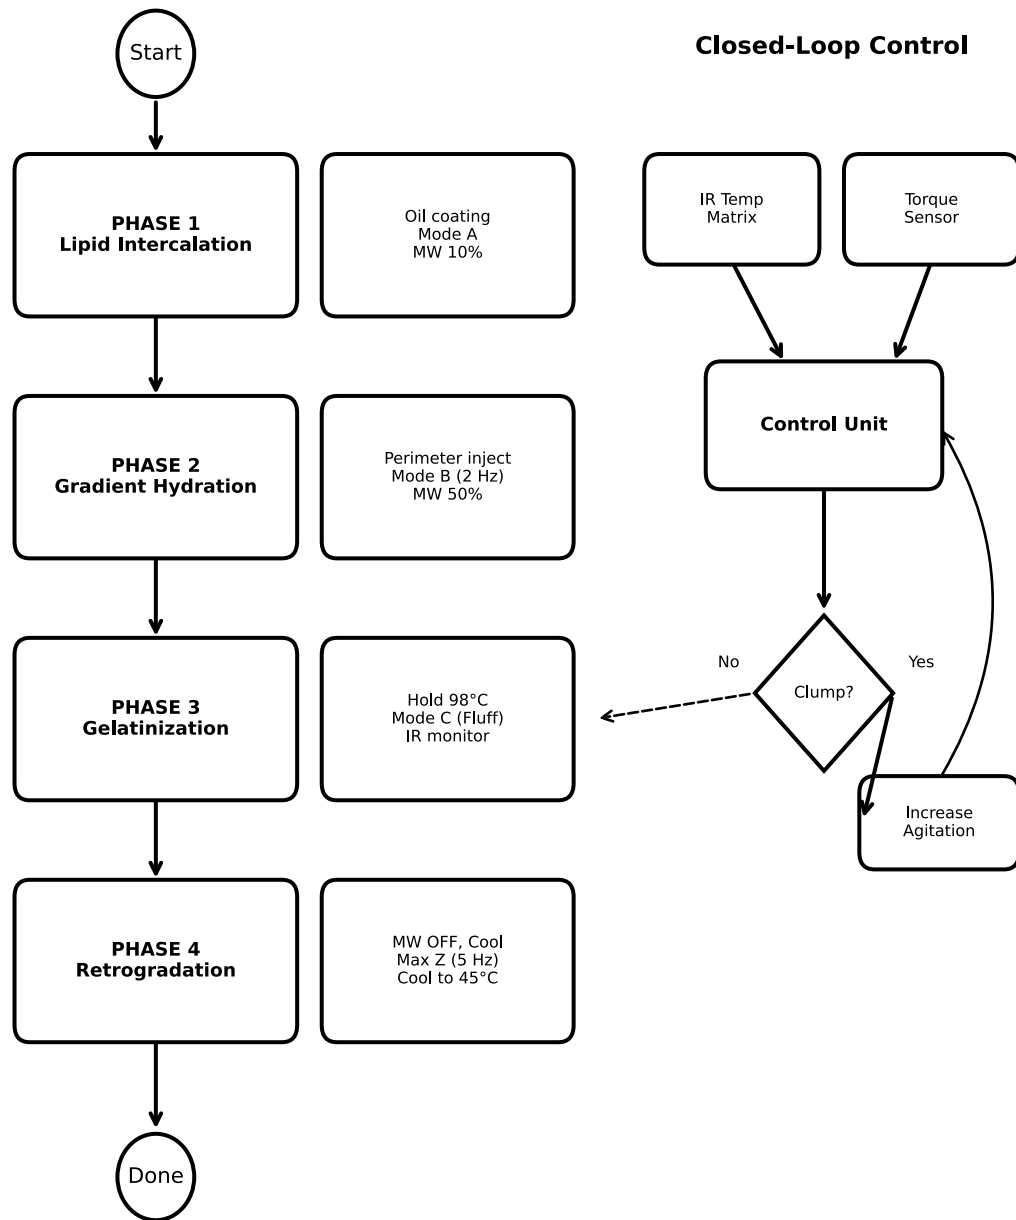 Start
Closed-Loop Control
PHASE 1
Lipid Intercalation
Oil coating
Mode A
MW 10%
IR Temp
Matrix
Torque
Sensor
PHASE 2
Gradient Hydration
Perimeter inject
Mode B (2 Hz)
MW 50%
Control Unit
PHASE 3
Gelatinization
Hold 98°C
Mode C (Fluff)
IR monitor
No
Clump?
Yes
Increase
Agitation
PHASE 4
Retrogradation
MW OFF, Cool
Max Z (5 Hz)
Cool to 45°C
Done